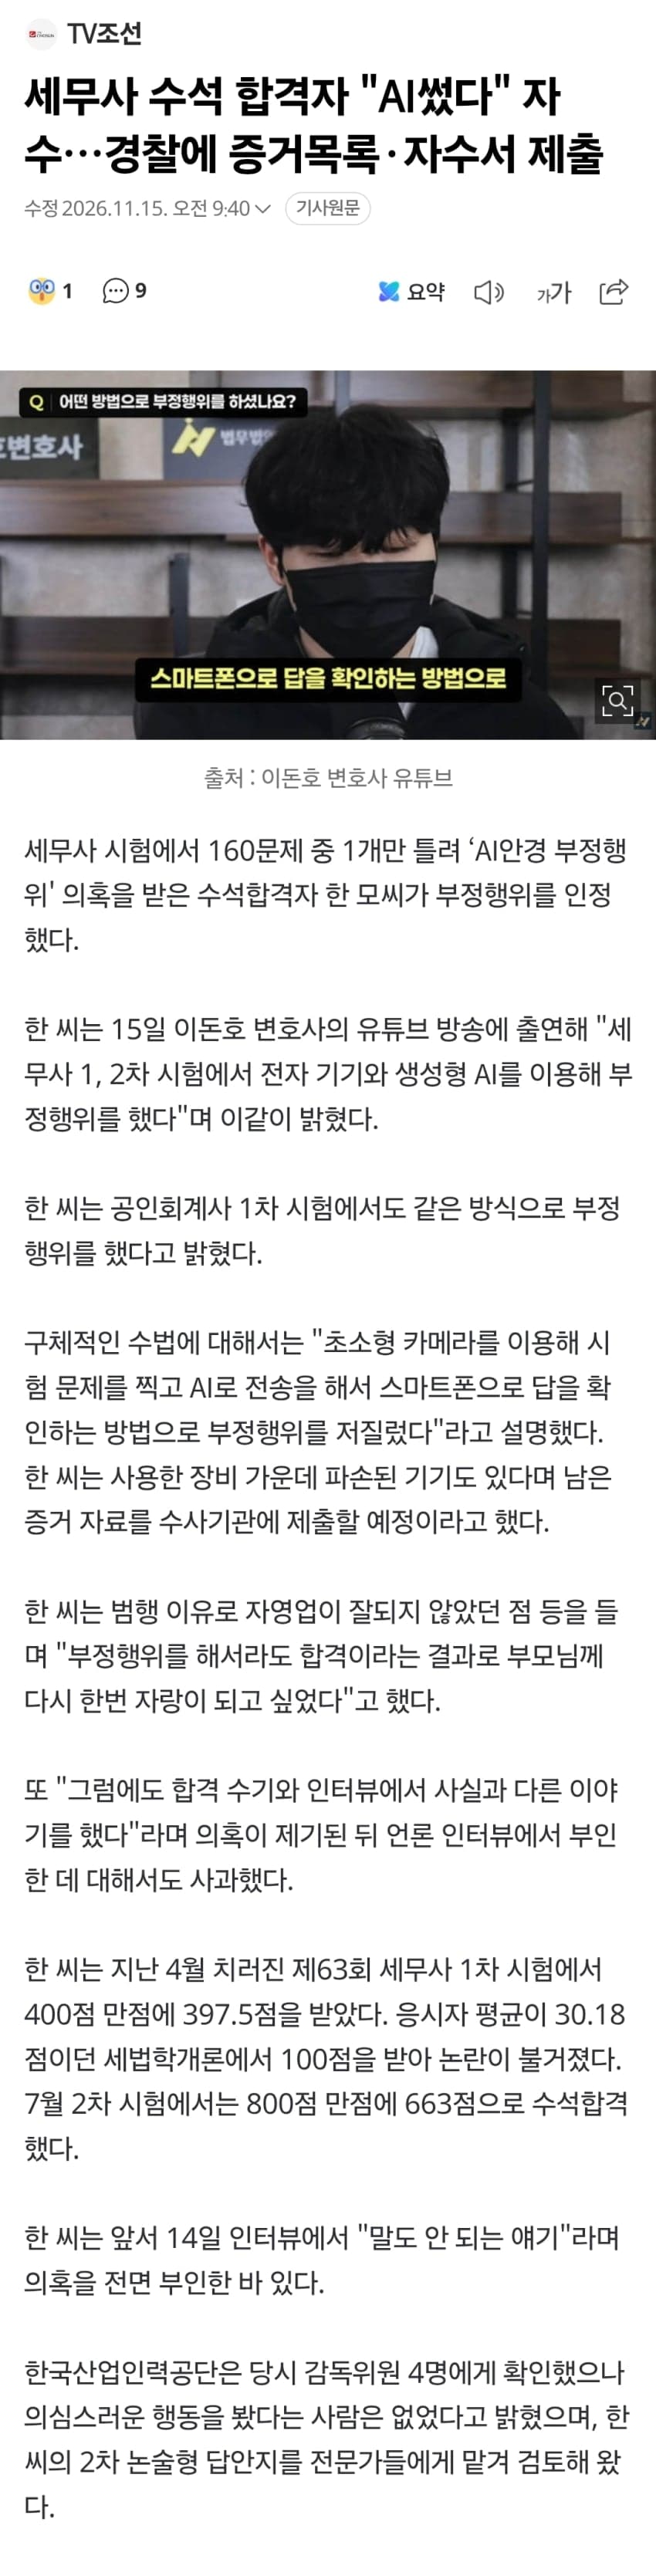 TV조선
세무사 수석 합격자 "AI썼다" 자
수…경찰에 증거목록·자수서 제출
수정 2026.11.15. 오전 9:40 기사원문
1 9 요약 가가
Q 어떤 방법으로 부정행위를 하셨나요?
변호사
법무법
스마트폰으로 답을 확인하는 방법으로
출처 : 이돈호 변호사 유튜브
세무사 시험에서 160문제 중 1개만 틀려 ‘AI안경 부정행
위' 의혹을 받은 수석합격자 한 모씨가 부정행위를 인정
했다.
한 씨는 15일 이돈호 변호사의 유튜브 방송에 출연해 "세
무사 1, 2차 시험에서 전자 기기와 생성형 AI를 이용해 부
정행위를 했다"며 이같이 밝혔다.
한 씨는 공인회계사 1차 시험에서도 같은 방식으로 부정
행위를 했다고 밝혔다.
구체적인 수법에 대해서는 "초소형 카메라를 이용해 시
험 문제를 찍고 AI로 전송을 해서 스마트폰으로 답을 확
인하는 방법으로 부정행위를 저질렀다"라고 설명했다.
한 씨는 사용한 장비 가운데 파손된 기기도 있다며 남은
증거 자료를 수사기관에 제출할 예정이라고 했다.
한 씨는 범행 이유로 자영업이 잘되지 않았던 점 등을 들
며 "부정행위를 해서라도 합격이라는 결과로 부모님께
다시 한번 자랑이 되고 싶었다"고 했다.
또 "그럼에도 합격 수기와 인터뷰에서 사실과 다른 이야
기를 했다"라며 의혹이 제기된 뒤 언론 인터뷰에서 부인
한 데 대해서도 사과했다.
한 씨는 지난 4월 치러진 제63회 세무사 1차 시험에서
400점 만점에 397.5점을 받았다. 응시자 평균이 30.18
점이던 세법학개론에서 100점을 받아 논란이 불거졌다.
7월 2차 시험에서는 800점 만점에 663점으로 수석합격
했다.
한 씨는 앞서 14일 인터뷰에서 "말도 안 되는 얘기"라며
의혹을 전면 부인한 바 있다.
한국산업인력공단은 당시 감독위원 4명에게 확인했으나
의심스러운 행동을 봤다는 사람은 없었다고 밝혔으며, 한
씨의 2차 논술형 답안지를 전문가들에게 맡겨 검토해 왔
다.